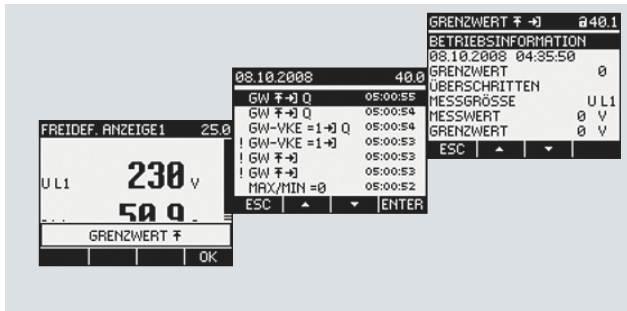 FREIDEF. ANZEIGE1 25.0
U L1 230 V
50.9
GRENZWERT
OK
08.10.2008 40.0
GW Q 05:00:55
GW Q 05:00:54
GW-VKE =1 Q 05:00:54
! GW-VKE =1 05:00:53
! GW 05:00:53
! GW 05:00:53
MAX/MIN =0 05:00:52
ESC ENTER
GRENZWERT 40.1
BETRIEBSINFORMATION
08.10.2008 04:35:50
GRENZWERT 0
ÜBERSCHRITTEN
MESSGRÖSSE U L1
MESSWERT 0 V
GRENZWERT 0 V
ESC